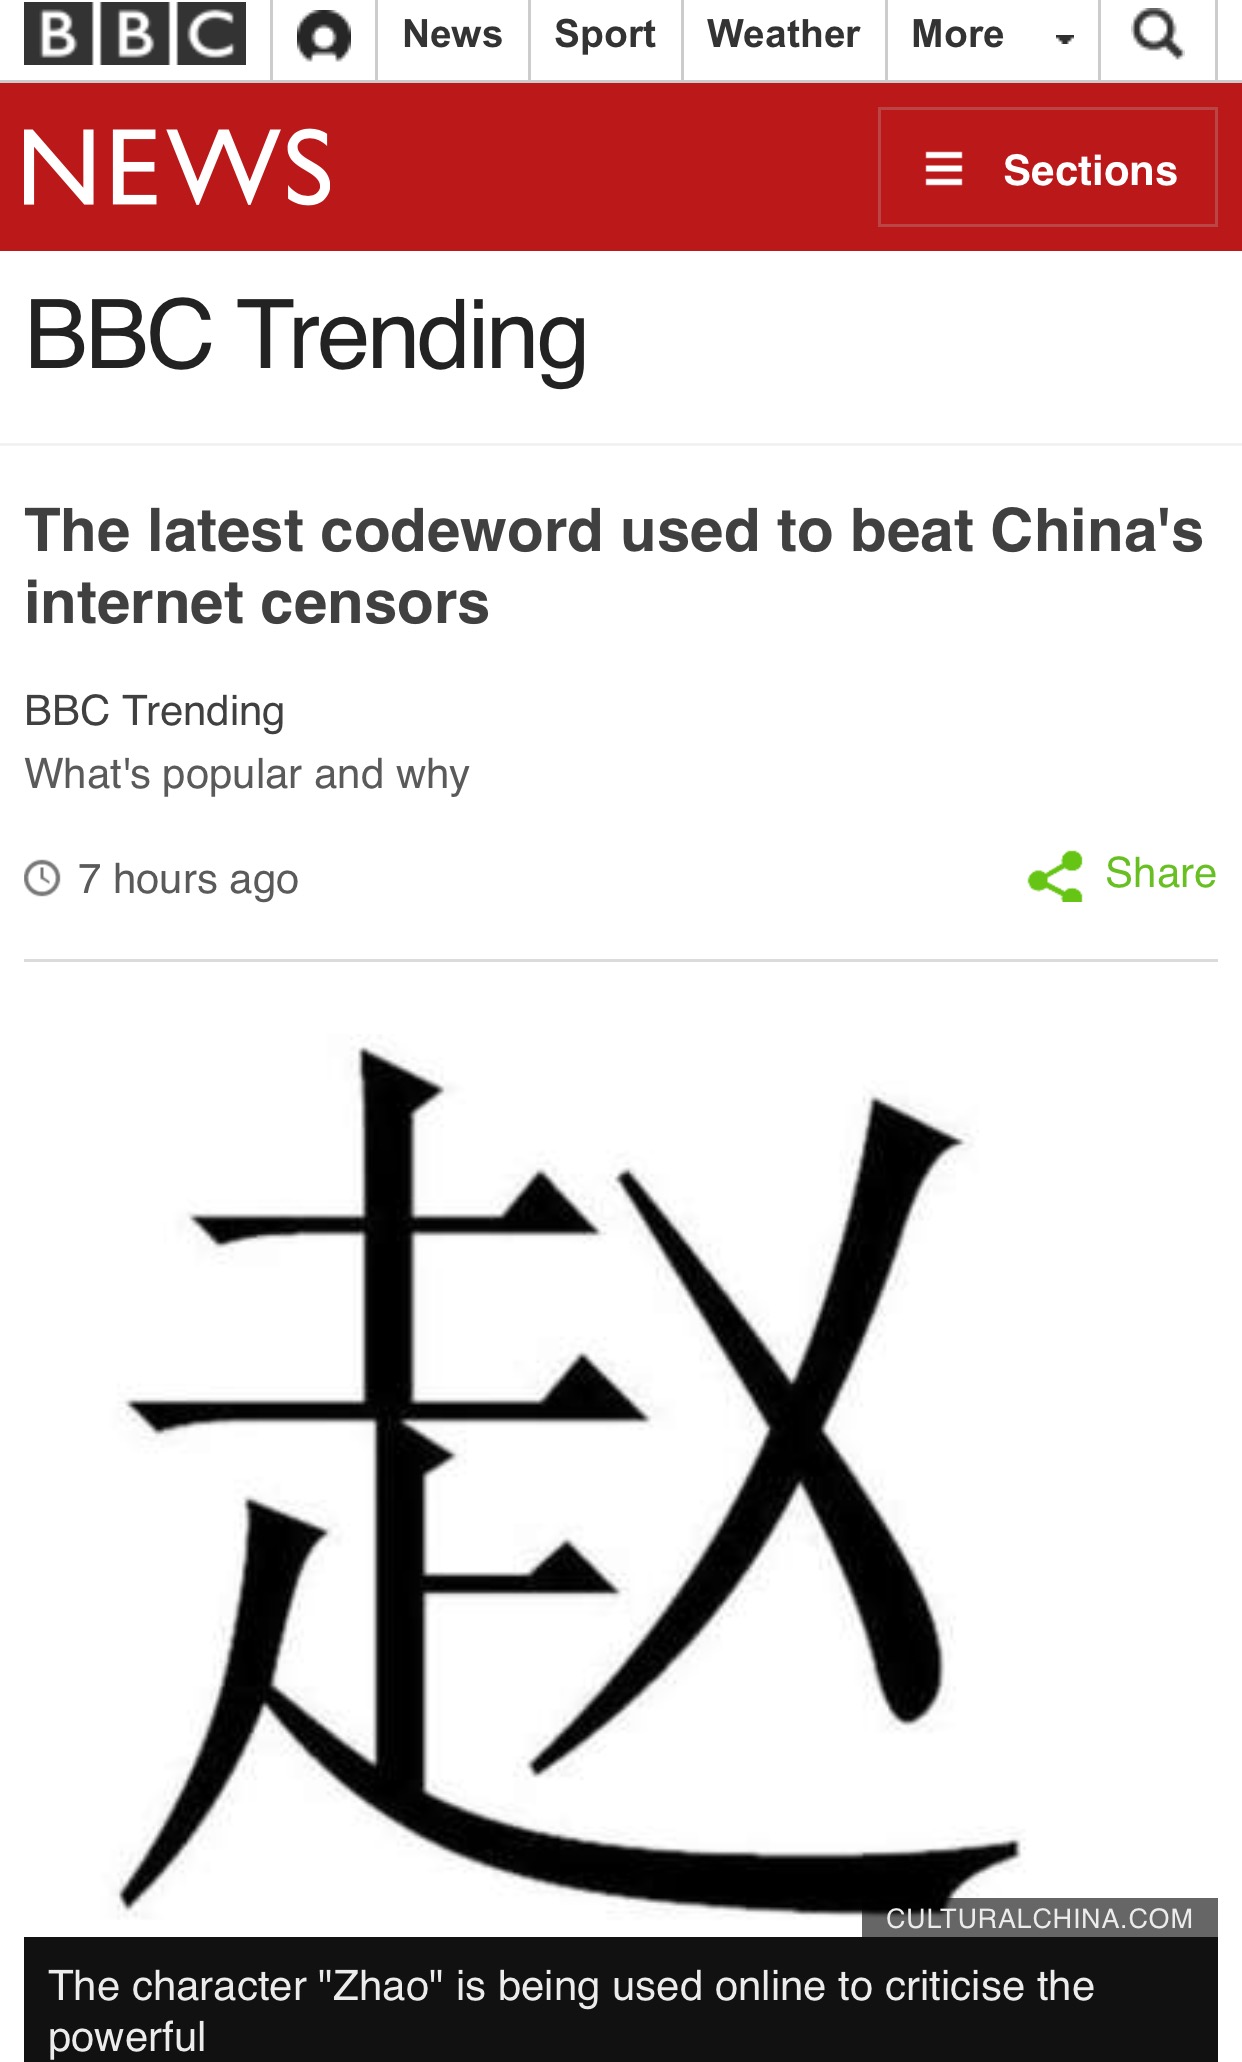 BBC News Sport Weather More
NEWS Sections
BBC Trending
The latest codeword used to beat China's
internet censors
BBC Trending
What's popular and why
7 hours ago Share
赵
CULTURALCHINA.COM
The character "Zhao" is being used online to criticise the
powerful